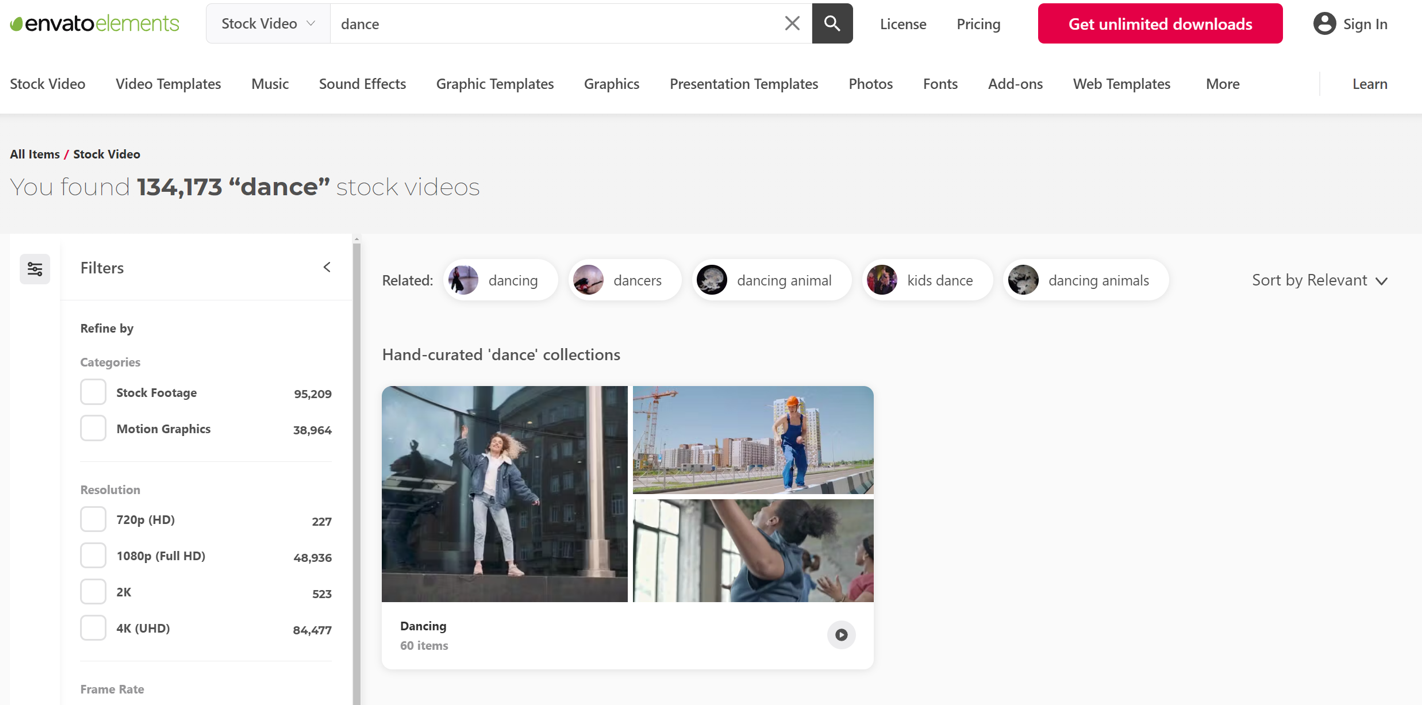 envato elements
Stock Video
dance
License
Pricing
Get unlimited downloads
Sign In
Stock Video
Video Templates
Music
Sound Effects
Graphic Templates
Graphics
Presentation Templates
Photos
Fonts
Add-ons
Web Templates
More
Learn
All Items / Stock Video
You found 134,173 “dance” stock videos
Filters
Refine by
Categories
Stock Footage 95,209
Motion Graphics 38,964
Resolution
720p (HD) 227
1080p (Full HD) 48,936
2K 523
4K (UHD) 84,477
Frame Rate
Related:
dancing
dancers
dancing animal
kids dance
dancing animals
Sort by Relevant
Hand-curated 'dance' collections
Dancing
60 items